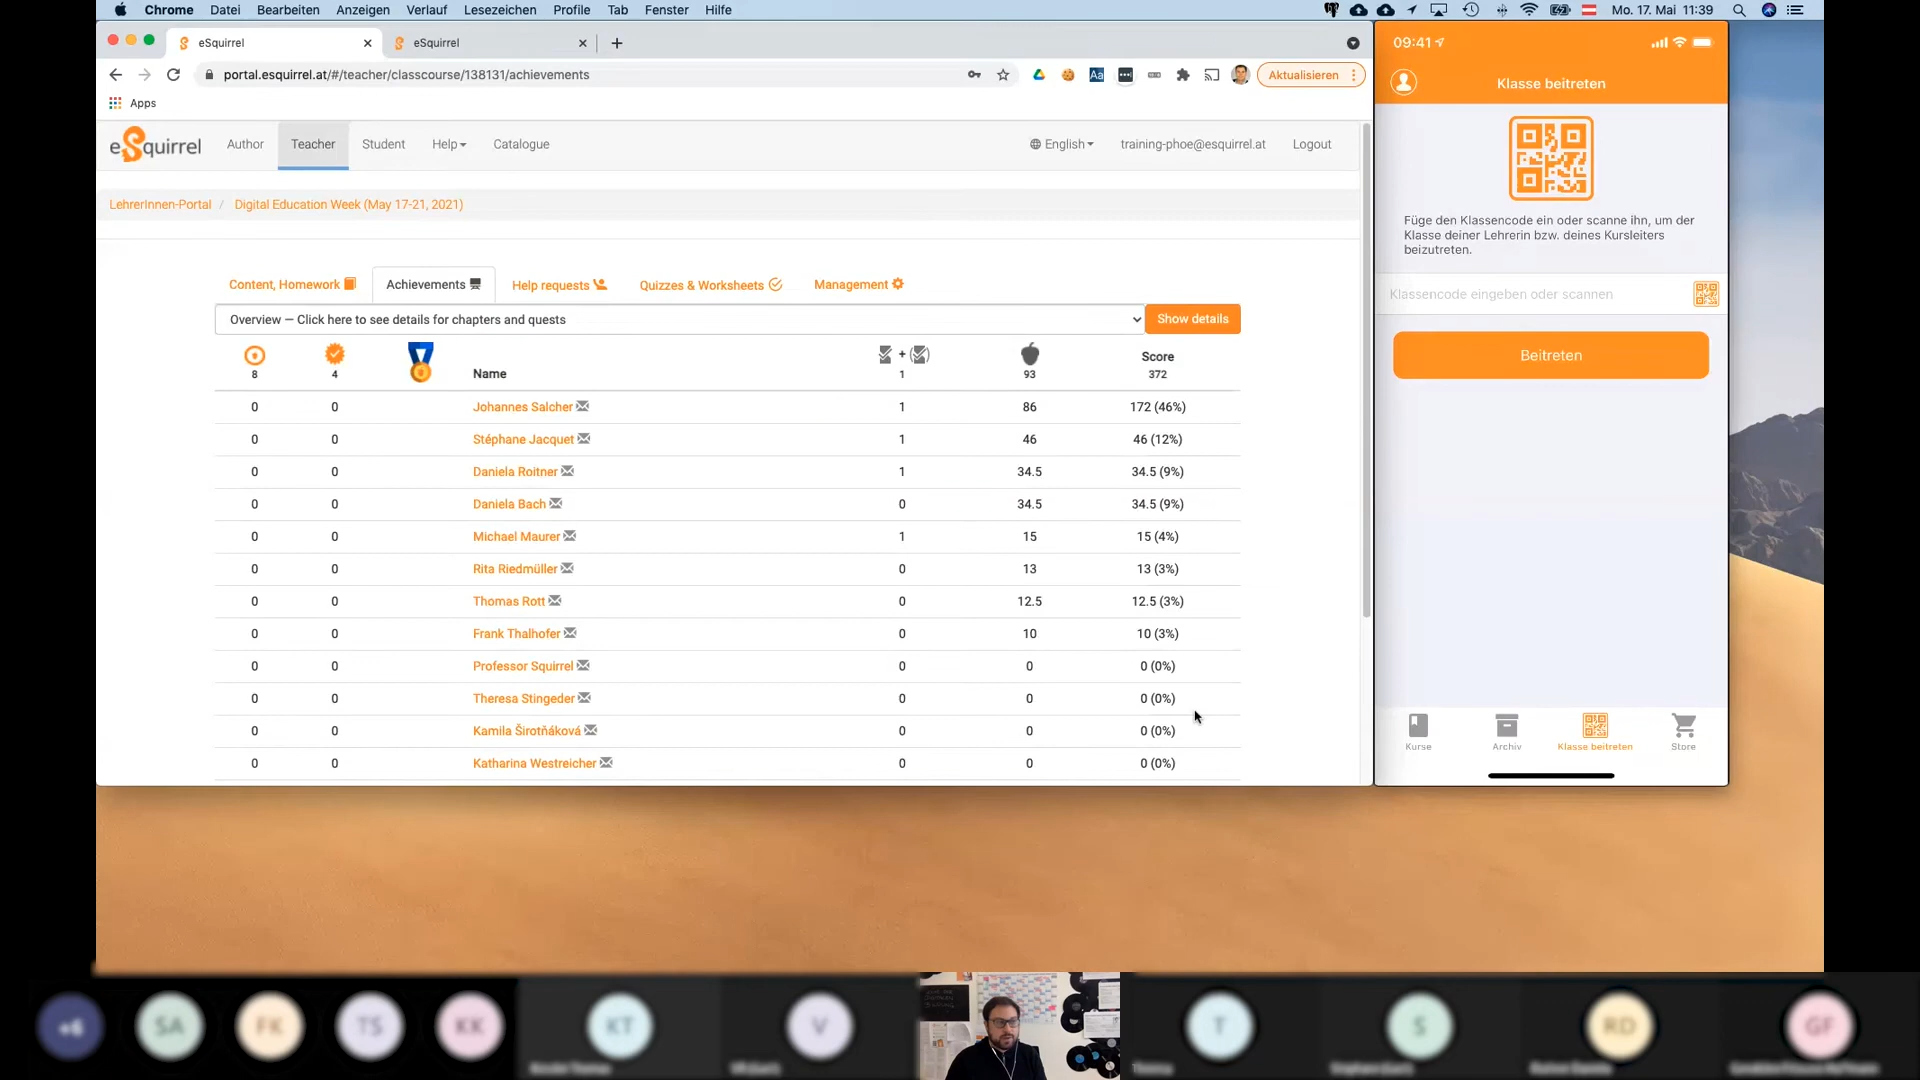 Chrome Datei Bearbeiten Anzeigen Verlauf Lesezeichen Profile Tab Fenster Hilfe Mo. 17. Mai 11:39
eSquirrel eSquirrel
portal.esquirrel.at/#/teacher/classcourse/138131/achievements Aktualisieren
Apps
eSquirrel Author Teacher Student Help Catalogue English training-phoe@esquirrel.at Logout
LehrerInnen-Portal / Digital Education Week (May 17-21, 2021)
Content, Homework Achievements Help requests Quizzes & Worksheets Management
Overview — Click here to see details for chapters and quests Show details
8 4 Name + ( ) 1 93 Score 372
0 0 Johannes Salcher 1 86 172 (46%)
0 0 Stéphane Jacquet 1 46 46 (12%)
0 0 Daniela Roitner 1 34.5 34.5 (9%)
0 0 Daniela Bach 0 34.5 34.5 (9%)
0 0 Michael Maurer 1 15 15 (4%)
0 0 Rita Riedmüller 0 13 13 (3%)
0 0 Thomas Rott 0 12.5 12.5 (3%)
0 0 Frank Thalhofer 0 10 10 (3%)
0 0 Professor Squirrel 0 0 0 (0%)
0 0 Theresa Stingeder 0 0 0 (0%)
0 0 Kamila Širotňáková 0 0 0 (0%)
0 0 Katharina Westreicher 0 0 0 (0%)
09:41
Klasse beitreten
Füge den Klassencode ein oder scanne ihn, um der
Klasse deiner Lehrerin bzw. deines Kursleiters
beizutreten.
Klassencode eingeben oder scannen
Beitreten
Kurse Archiv Klasse beitreten Store
+6 SA FK TS KK KT V T S RD GF